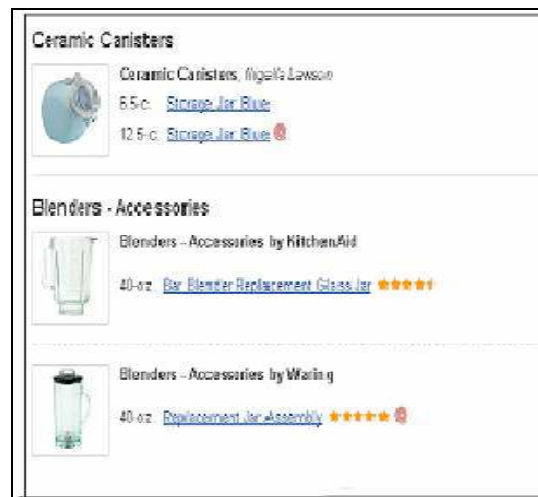 Ceramic Canisters
Ceramic Canisters, Nigella Lawson
6.5-c. Storage Jar Blue
12.5-c. Storage Jar Blue
Blenders - Accessories
Blenders - Accessories by KitchenAid
40-oz. Bar Blender Replacement Glass Jar
Blenders - Accessories by Waring
40-oz. Replacement Jar Assembly